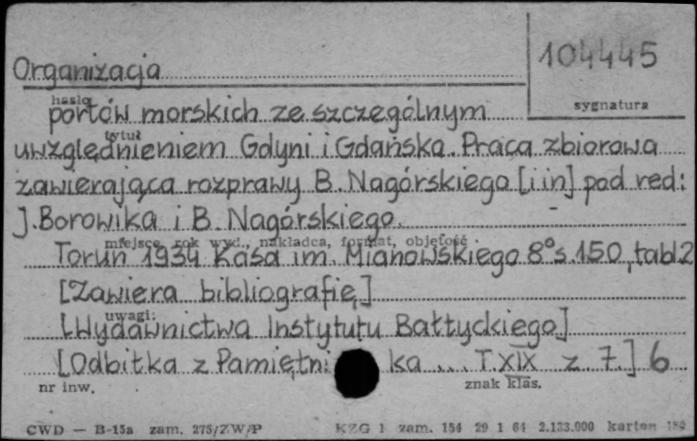 Organizacja 104445
hasło
portów morskich ze szczególnym sygnatura
tytuł
uwzględnieniem Gdyni i Gdańska. Praca zbiorowa
zawierająca rozprawy B. Nagórskiego [i in] pod red:
J. Borowika i B. Nagórskiego.
miejsce, rok wyd., nakładca, format, objętość
Toruń 1934 Kasa im. Mianowskiego 8° s. 150, tabl 2
[Zawiera bibliografię]
uwagi:
[Wydawnictwa Instytutu Bałtyckiego]
[Odbitka z Pamiętni ka ... T XIX z 7.] 6
nr inw. znak klas.
CWD — B-15a zam. 275/ZW/P KZG 1 zam. 154 29 1 64 2.133.000 karton